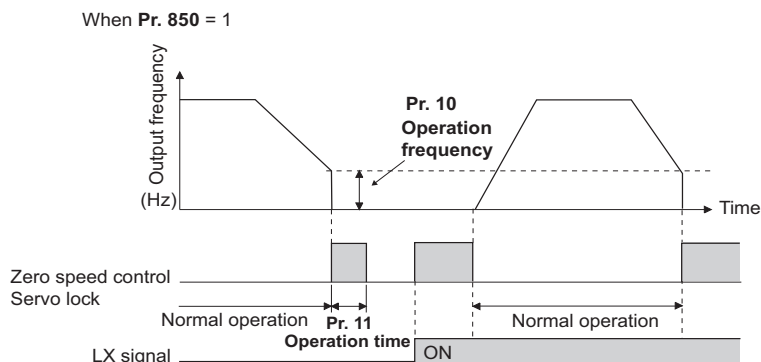 When Pr. 850 = 1
Output frequency
(Hz)
Pr. 10
Operation
frequency
Time
Zero speed control
Servo lock
Normal operation
Pr. 11
Operation time
Normal operation
LX signal
ON